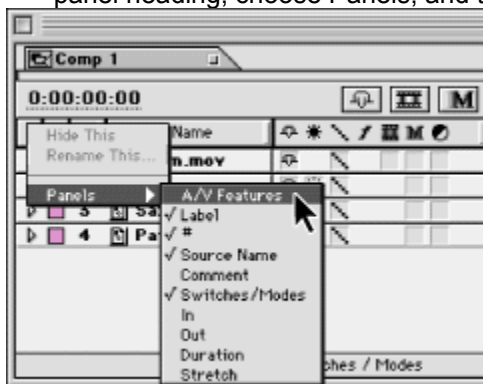 panel heading, choose Panels, and
Comp 1
0:00:00:00
M
Hide This
Name
M
Rename This...
n.mov
Panels
A/V Features
3 Sa
√ Label
4 Pa
√ #
√ Source Name
Comment
√ Switches/Modes
In
Out
Duration
hes / Modes
Stretch